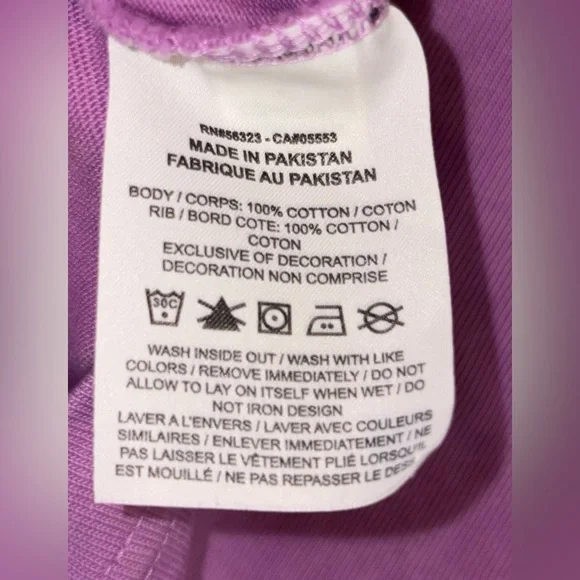 RN#56323 - CA#05553
MADE IN PAKISTAN
FABRIQUE AU PAKISTAN
BODY / CORPS: 100% COTTON / COTON
RIB / BORD COTE: 100% COTTON /
COTON
EXCLUSIVE OF DECORATION /
DECORATION NON COMPRISE
30C
WASH INSIDE OUT / WASH WITH LIKE
COLORS / REMOVE IMMEDIATELY / DO NOT
ALLOW TO LAY ON ITSELF WHEN WET / DO
NOT IRON DESIGN
LAVER A L'ENVERS / LAVER AVEC COULEURS
SIMILAIRES / ENLEVER IMMEDIATEMENT / NE
PAS LAISSER LE VÊTEMENT PLIÉ LORSQU'IL
EST MOUILLÉ / NE PAS REPASSER LE